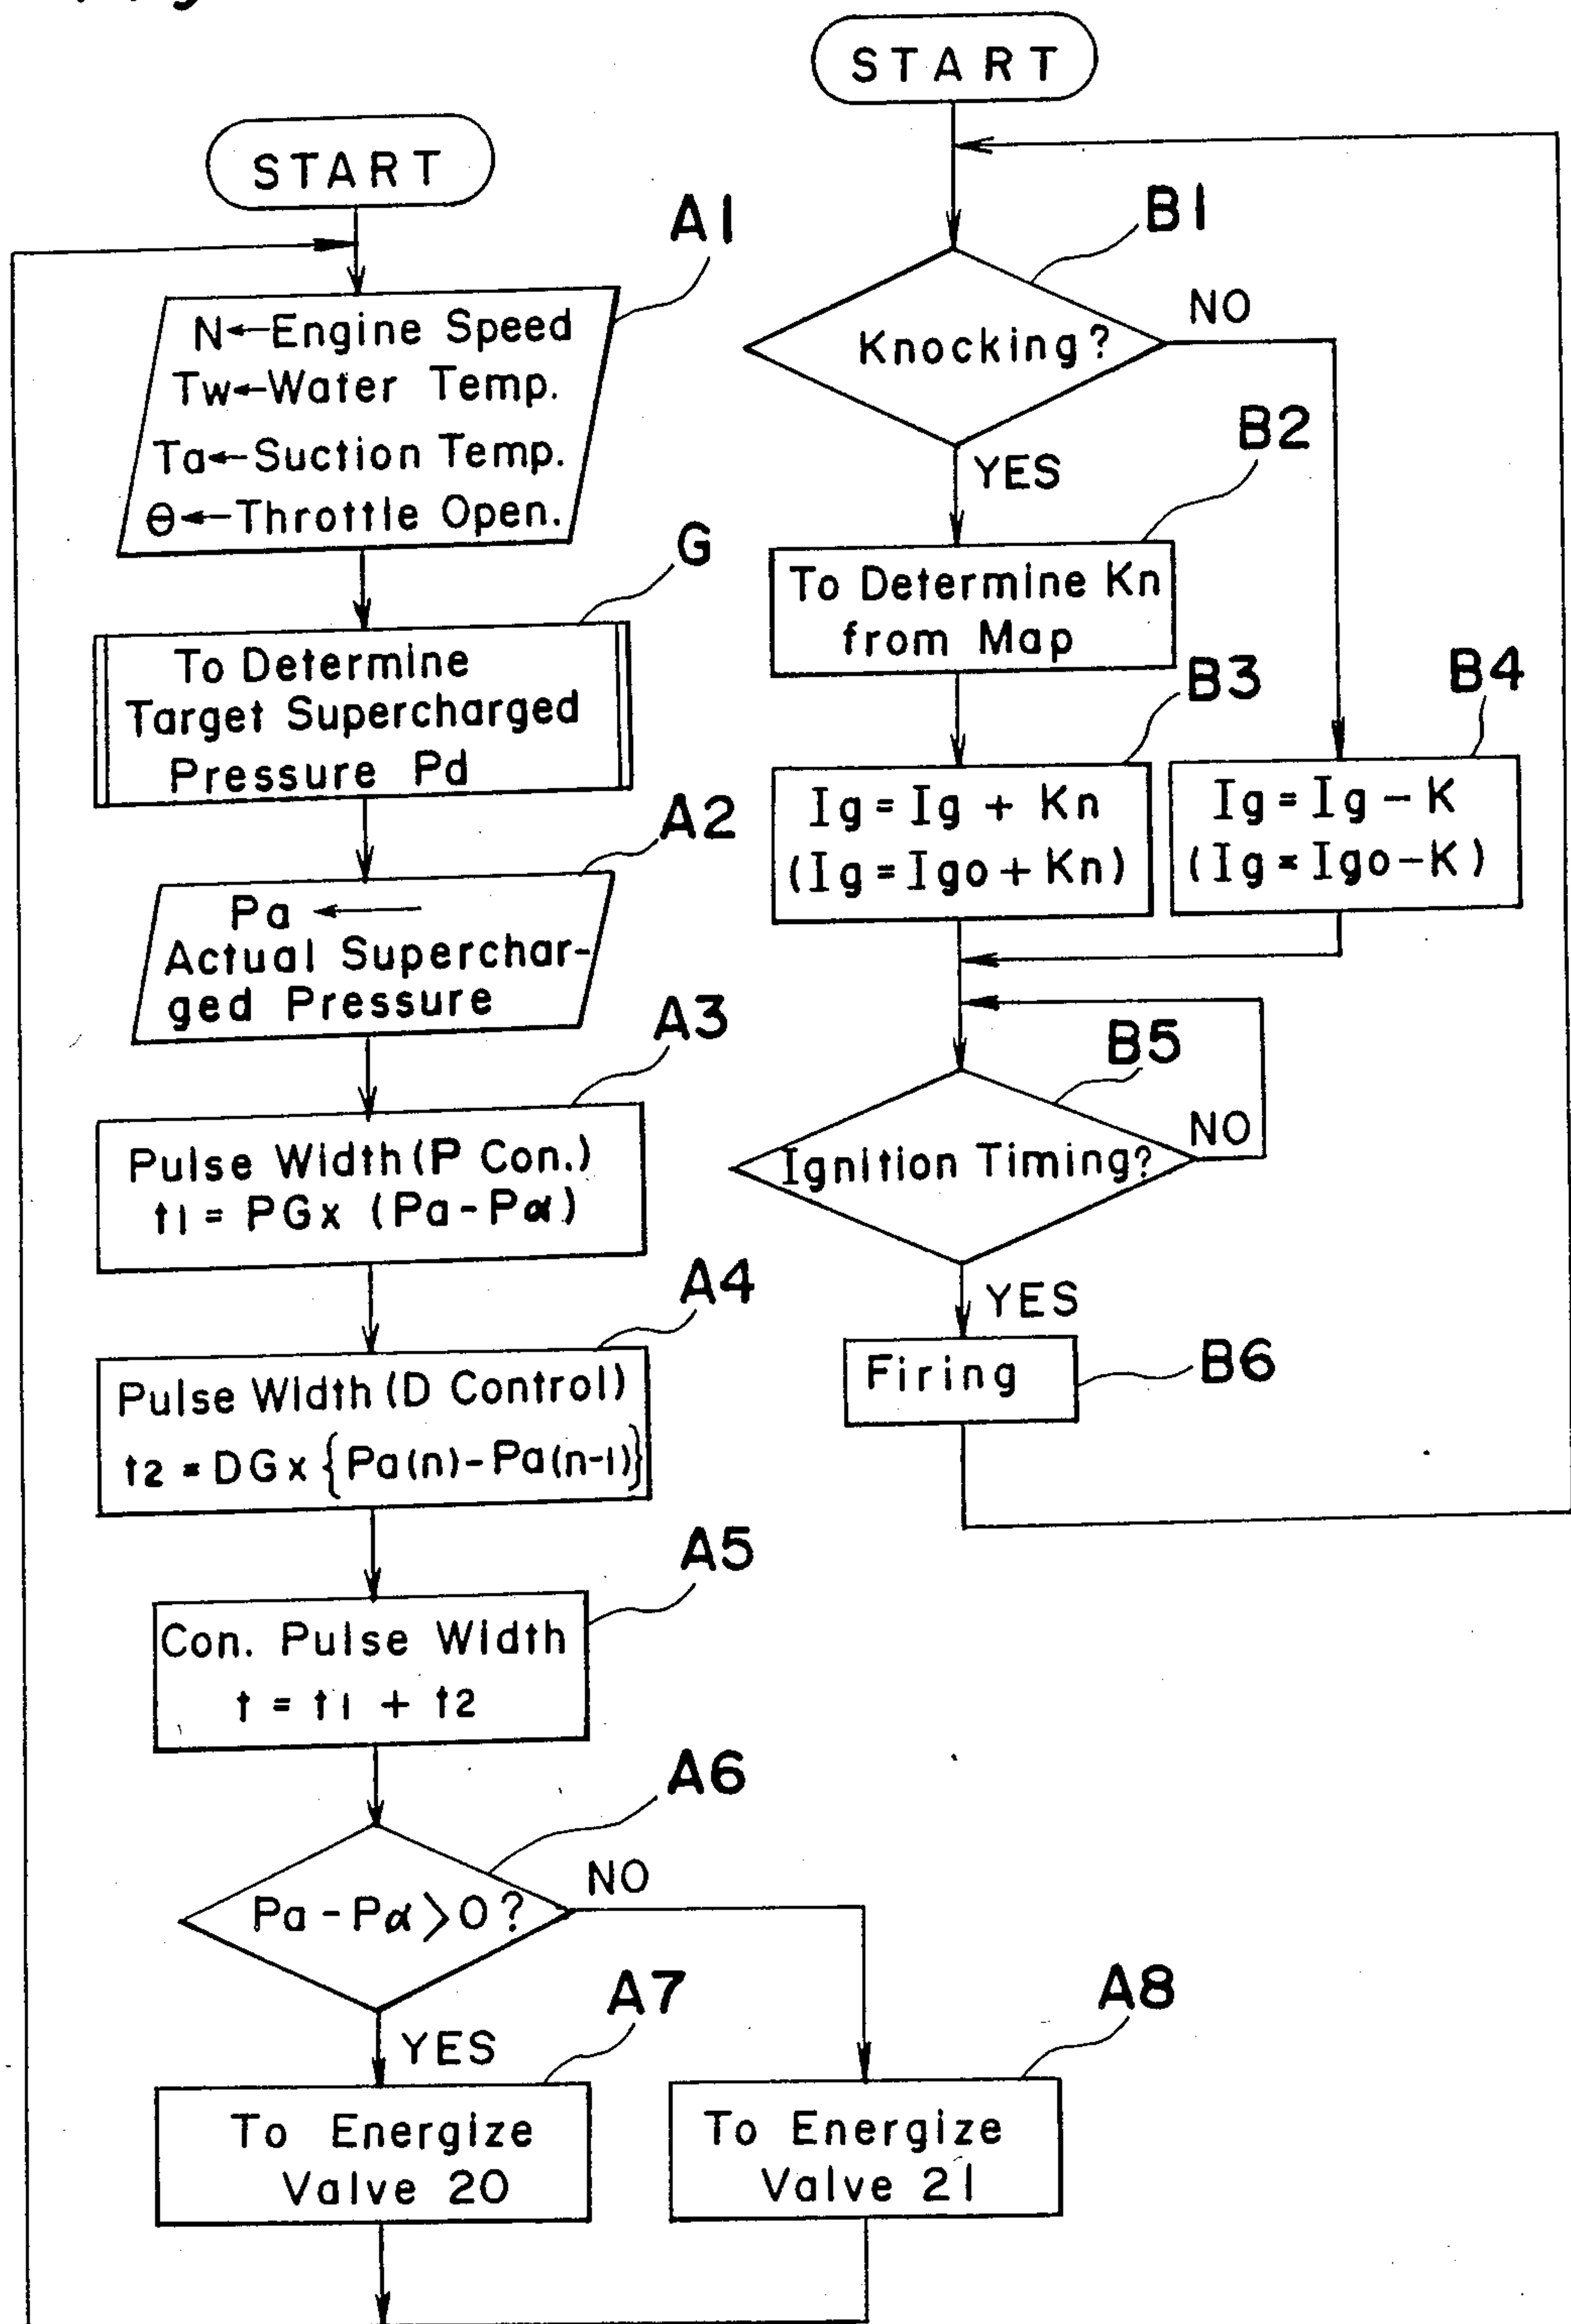 START
A1
N←Engine Speed
Tw←Water Temp.
Ta←Suction Temp.
Θ←Throttle Open.
G
To Determine
Target Supercharged
Pressure Pd
A2
Pa ←
Actual Superchar-
ged Pressure
A3
Pulse Width (P Con.)
t1 = PG x (Pa - Pα)
A4
Pulse Width (D Control)
t2 = DG x {Pa(n) - Pa(n-1)}
A5
Con. Pulse Width
t = t1 + t2
A6
Pa - Pα > 0?
NO
YES
A7
To Energize
Valve 20
A8
To Energize
Valve 21
START
B1
Knocking?
NO
YES
B2
To Determine Kn
from Map
B3
Ig = Ig + Kn
(Ig = Igo + Kn)
B4
Ig = Ig - K
(Ig = Igo - K)
B5
Ignition Timing?
NO
YES
Firing
B6